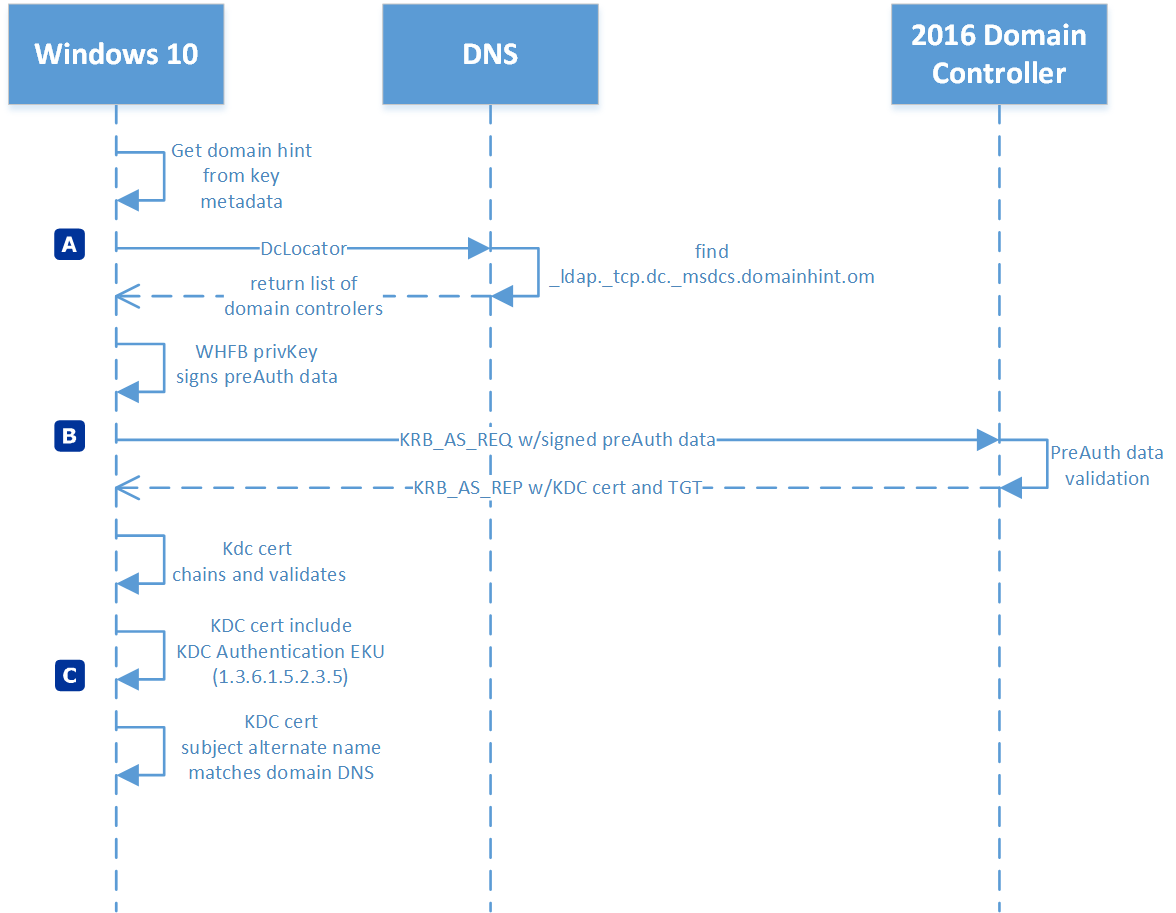 Windows 10
DNS
2016 Domain
Controller
Get domain hint
from key
metadata
A
DcLocator
find
_ldap._tcp.dc._msdcs.domainhint.om
return list of
domain controlers
WHFB privKey
signs preAuth data
B
KRB_AS_REQ w/signed preAuth data
PreAuth data
validation
KRB_AS_REP w/KDC cert and TGT
Kdc cert
chains and validates
KDC cert include
KDC Authentication EKU
(1.3.6.1.5.2.3.5)
C
KDC cert
subject alternate name
matches domain DNS